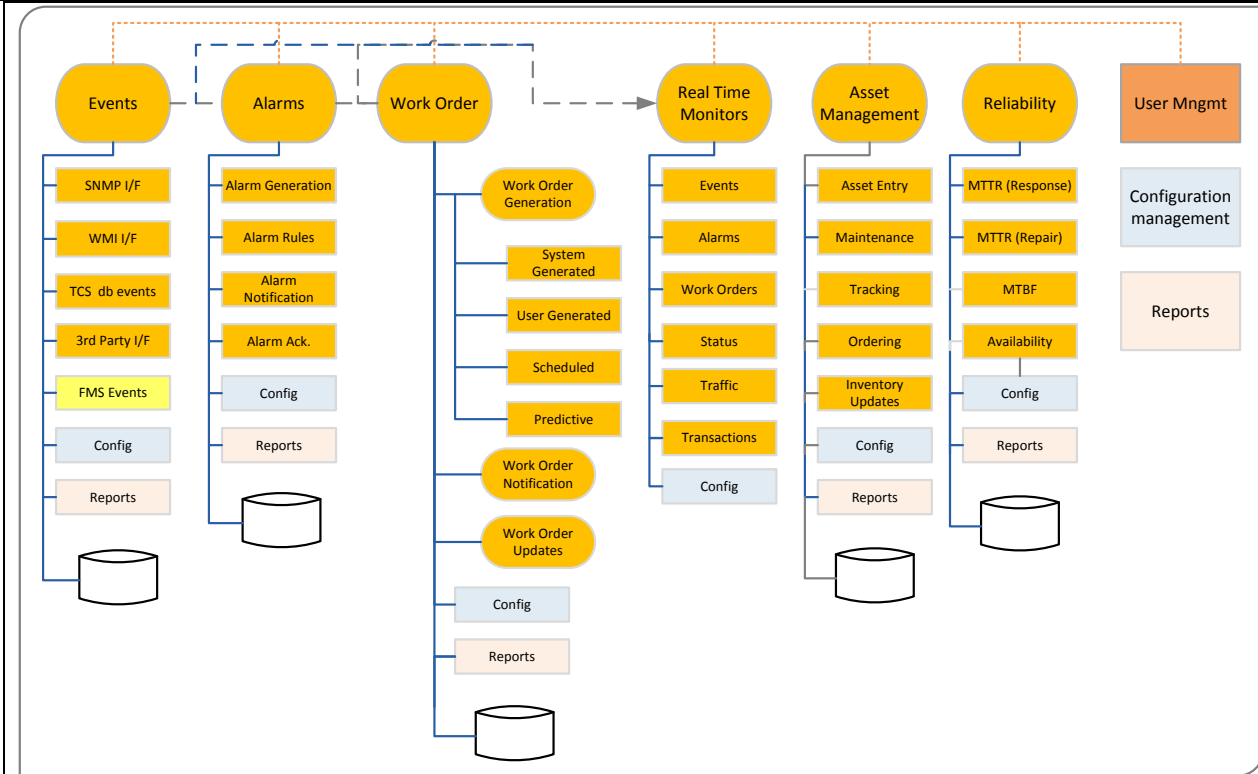 Events
Alarms
Work Order
Real Time
Monitors
Asset
Management
Reliability
User Mngmt
SNMP I/F
WMI I/F
TCS db events
3rd Party I/F
FMS Events
Config
Reports
Alarm Generation
Alarm Rules
Alarm
Notification
Alarm Ack.
Config
Reports
Work Order
Generation
System
Generated
User Generated
Scheduled
Predictive
Work Order
Notification
Work Order
Updates
Config
Reports
Events
Alarms
Work Orders
Status
Traffic
Transactions
Config
Asset Entry
Maintenance
Tracking
Ordering
Inventory
Updates
Config
Reports
MTTR (Response)
MTTR (Repair)
MTBF
Availability
Config
Reports
Configuration
management
Reports